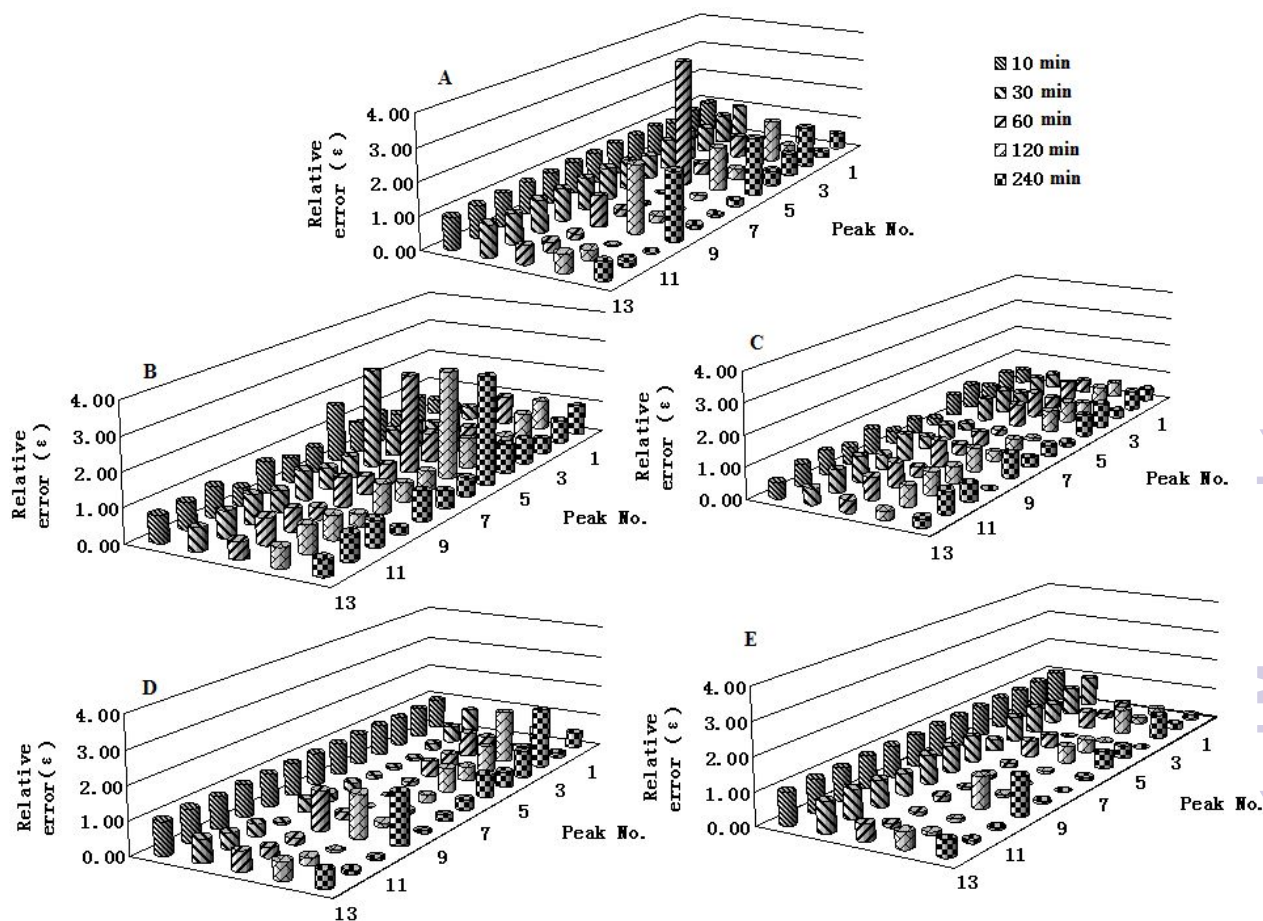 A
4.00
3.00
2.00
1.00
0.00
Relative
error (ε)
1
3
5
7
9
11
13
Peak No.
10 min
30 min
60 min
120 min
240 min
B
4.00
3.00
2.00
1.00
0.00
Relative
error (ε)
1
3
5
7
9
11
13
Peak No.
C
4.00
3.00
2.00
1.00
0.00
Relative
error (ε)
1
3
5
7
9
11
13
Peak No.
D
4.00
3.00
2.00
1.00
0.00
Relative
error(ε)
1
3
5
7
9
11
13
Peak No.
E
4.00
3.00
2.00
1.00
0.00
Relative
error(ε)
1
3
5
7
9
11
13
Peak No.